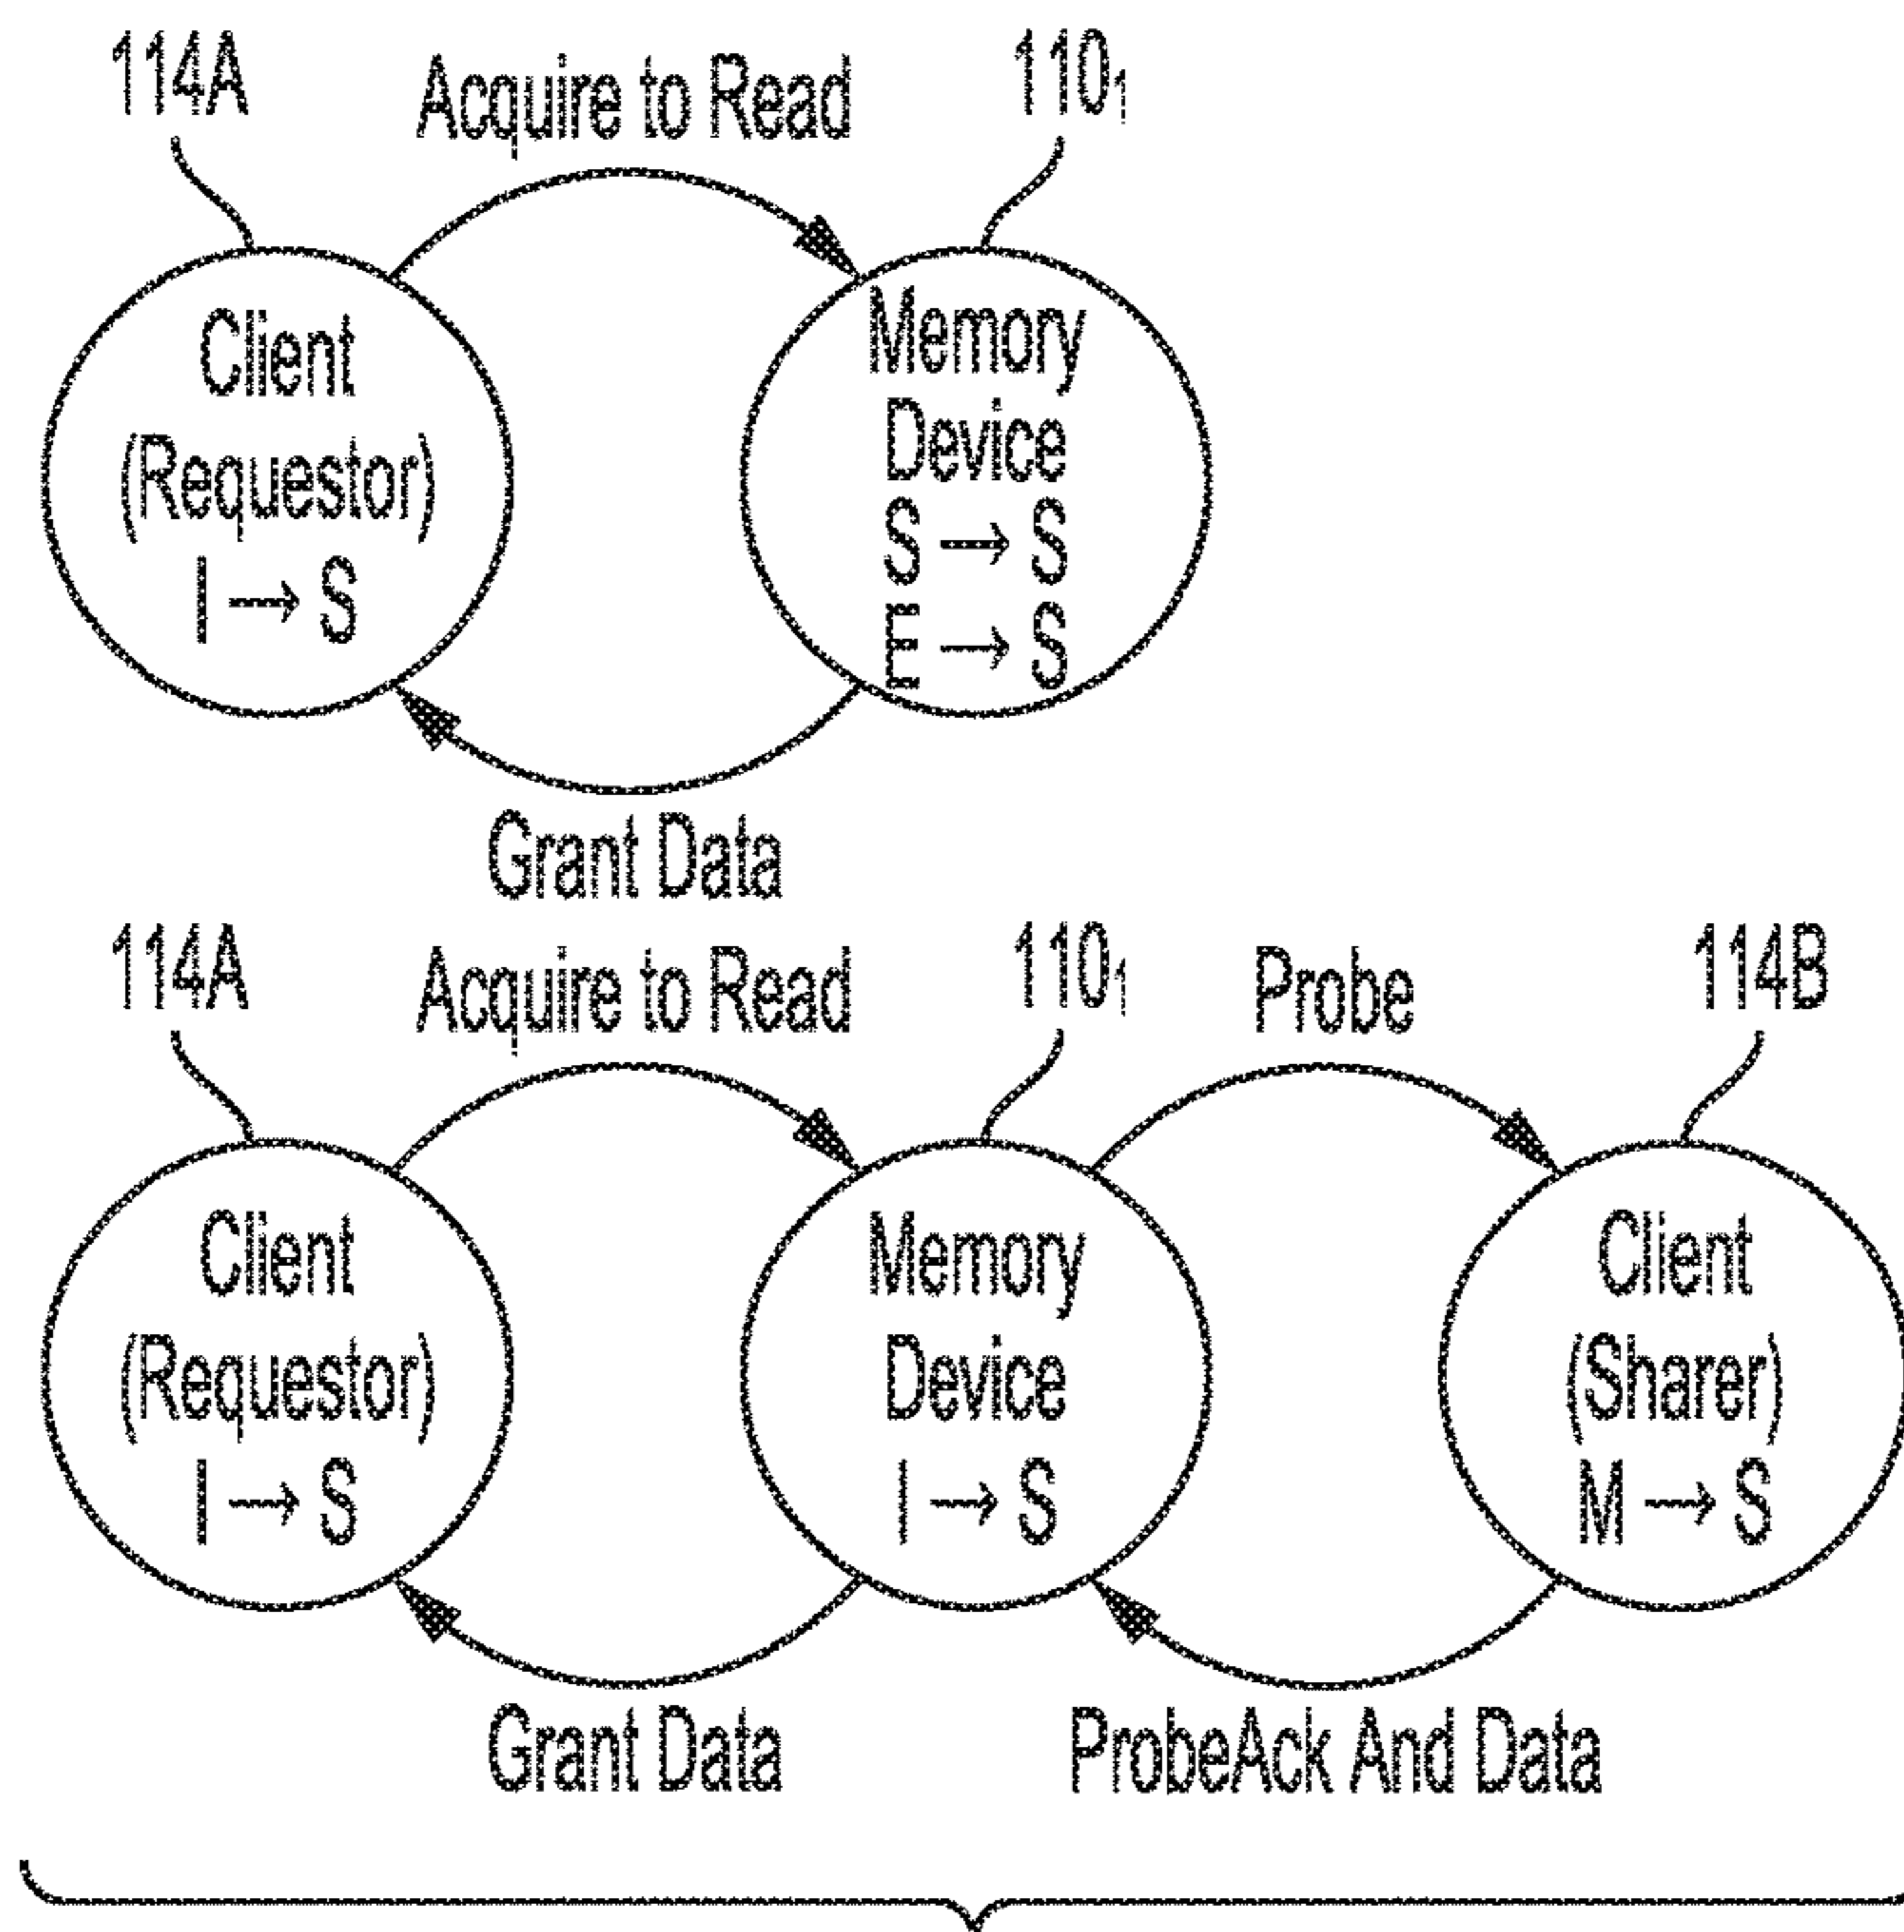 114A Acquire to Read 110₁
Client
(Requestor)
I → S
Memory
Device
S → S
E → S
Grant Data
114A Acquire to Read 110₁ Probe 114B
Client
(Requestor)
I → S
Memory
Device
I → S
Client
(Sharer)
M → S
Grant Data ProbeAck And Data